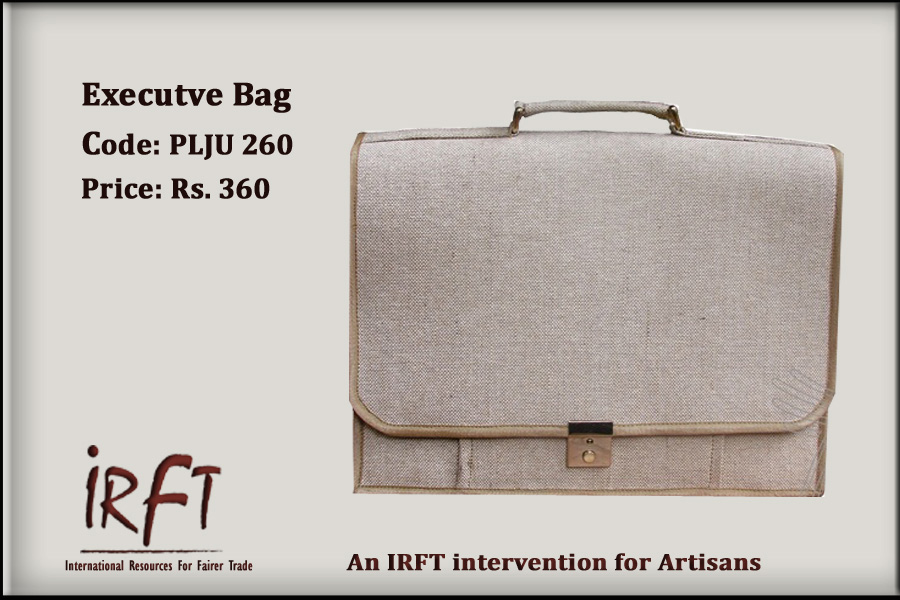 Executve Bag
Code: PLJU 260
Price: Rs. 360
iRFT
International Resources For Fairer Trade
An IRFT intervention for Artisans